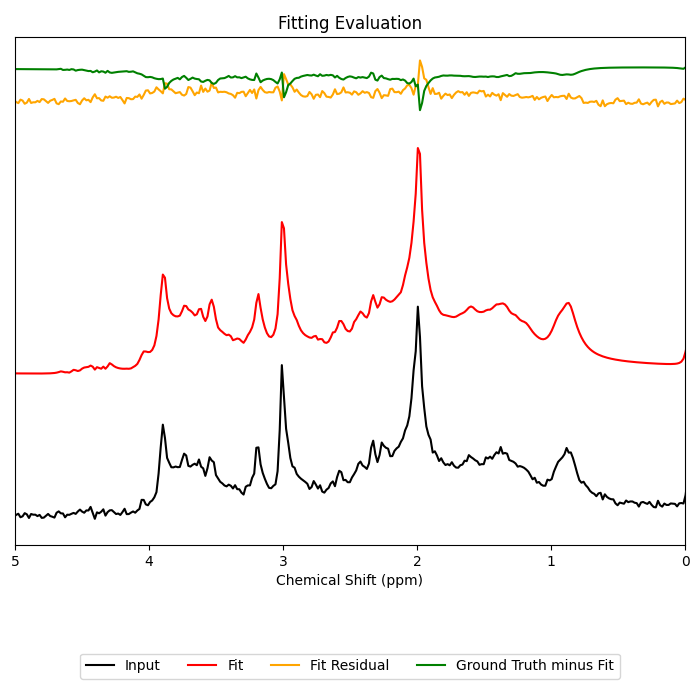 Fitting Evaluation
5 4 3 2 1 0
Chemical Shift (ppm)
Input Fit Fit Residual Ground Truth minus Fit